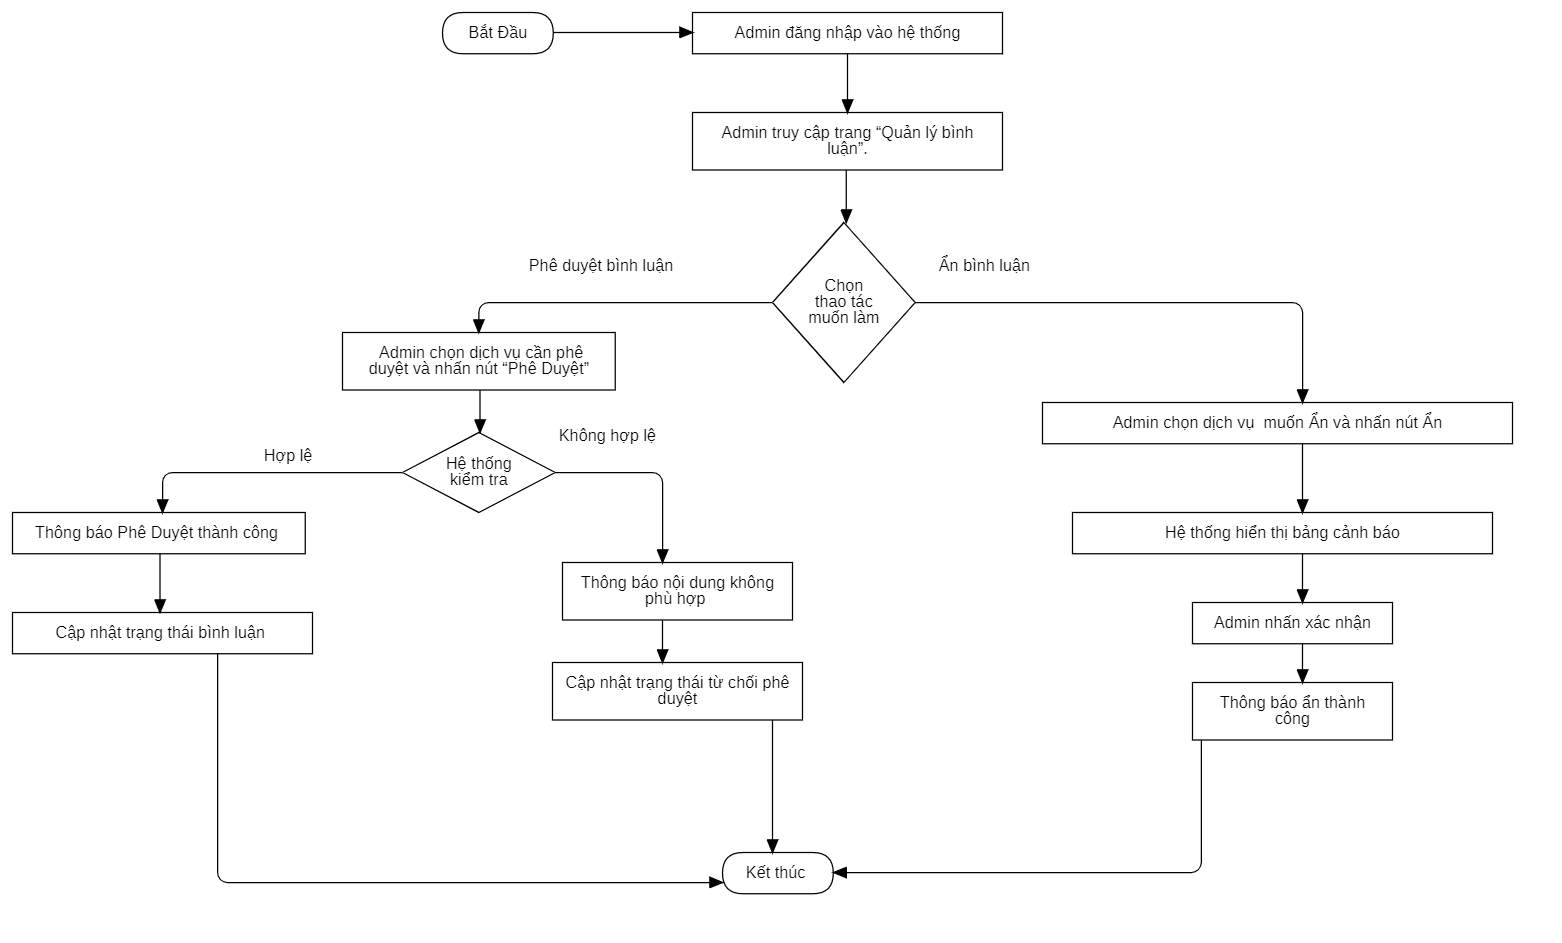 Bắt Đầu
Admin đăng nhập vào hệ thống
Admin truy cập trang “Quản lý bình
luận”.
Phê duyệt bình luận
Ẩn bình luận
Chọn
thao tác
muốn làm
Admin chọn dịch vụ cần phê
duyệt và nhấn nút “Phê Duyệt”
Admin chọn dịch vụ  muốn Ẩn và nhấn nút Ẩn
Không hợp lệ
Hợp lệ
Hệ thống
kiểm tra
Thông báo Phê Duyệt thành công
Hệ thống hiển thị bảng cảnh báo
Thông báo nội dung không
phù hợp
Cập nhật trạng thái bình luận
Admin nhấn xác nhận
Cập nhật trạng thái từ chối phê
duyệt
Thông báo ẩn thành
công
Kết thúc